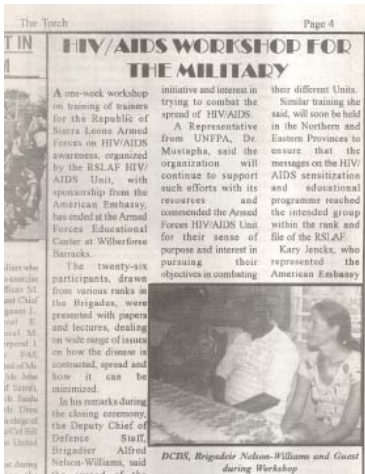 The Torch
Page 4
T IN
HIV/AIDS WORKSHOP FOR
THE MILITARY
A one-week workshop
on training of trainers
for the Republic of
Sierra Leone Armed
Forces on HIV/AIDS
awareness, organized
by the RSLAF HIV/
AIDS Unit, with
sponsorship from the
American Embassy,
has ended at the Armed
Forces Educational
Center at Wilberforce
Barracks.
The twenty-six
participants, drawn
from various ranks in
the Brigades, were
presented with papers
and lectures, dealing
on wide range of issues
on how the disease is
contracted, spread and
how it can be
minimized.
In his remarks during
the closing ceremony,
the Deputy Chief of
Defence Staff,
Brigadier Alfred
Nelson-Williams, said
initiative and interest in
trying to combat the
spread of HIV/AIDS.
A Representative
from UNFPA, Dr.
Mustapha, said the
organization will
continue to support
such efforts with its
resources and
commended the Armed
Forces HIV/AIDS Unit
for their sense of
purpose and interest in
pursuing their
objectives in combating
their different Units.
Similar training she
said, will soon be held
in the Northern and
Eastern Provinces to
ensure that the
messages on the HIV/
AIDS sensitization
and educational
programme reached
the intended group
within the rank and
file of the RSLAF.
Kary Jencks, who
represented the
American Embassy
DCDS, Brigadeir Nelson-Williams and Guest
during Workshop